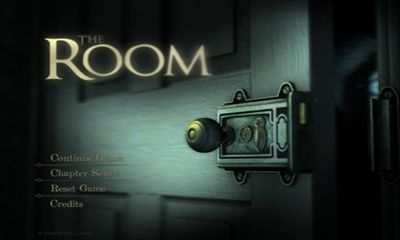 THE
ROOM
Continue Game
Chapter Select
Reset Game
Credits